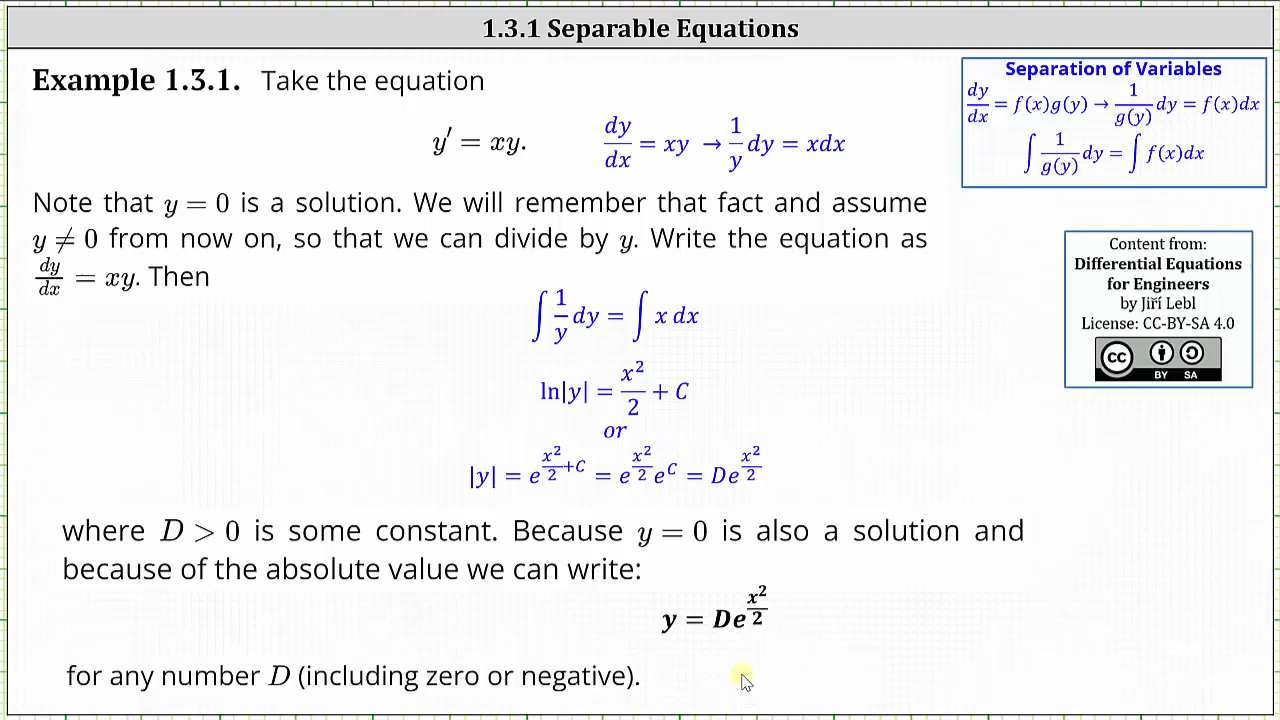 1.3.1 Separable Equations
Example 1.3.1. Take the equation
y′ = xy. dy/dx = xy → 1/y dy = xdx
Note that y = 0 is a solution. We will remember that fact and assume
y ≠ 0 from now on, so that we can divide by y. Write the equation as
dy/dx = xy. Then
∫ 1/y dy = ∫ x dx
ln|y| = x²/2 + C
or
|y| = e^(x²/2 + C) = e^(x²/2) e^C = De^(x²/2)
where D > 0 is some constant. Because y = 0 is also a solution and
because of the absolute value we can write:
y = De^(x²/2)
for any number D (including zero or negative).
Separation of Variables
dy/dx = f(x)g(y) → 1/g(y) dy = f(x)dx
∫ 1/g(y) dy = ∫ f(x)dx
Content from:
Differential Equations
for Engineers
by Jiří Lebl
License: CC-BY-SA 4.0
cc
BY SA